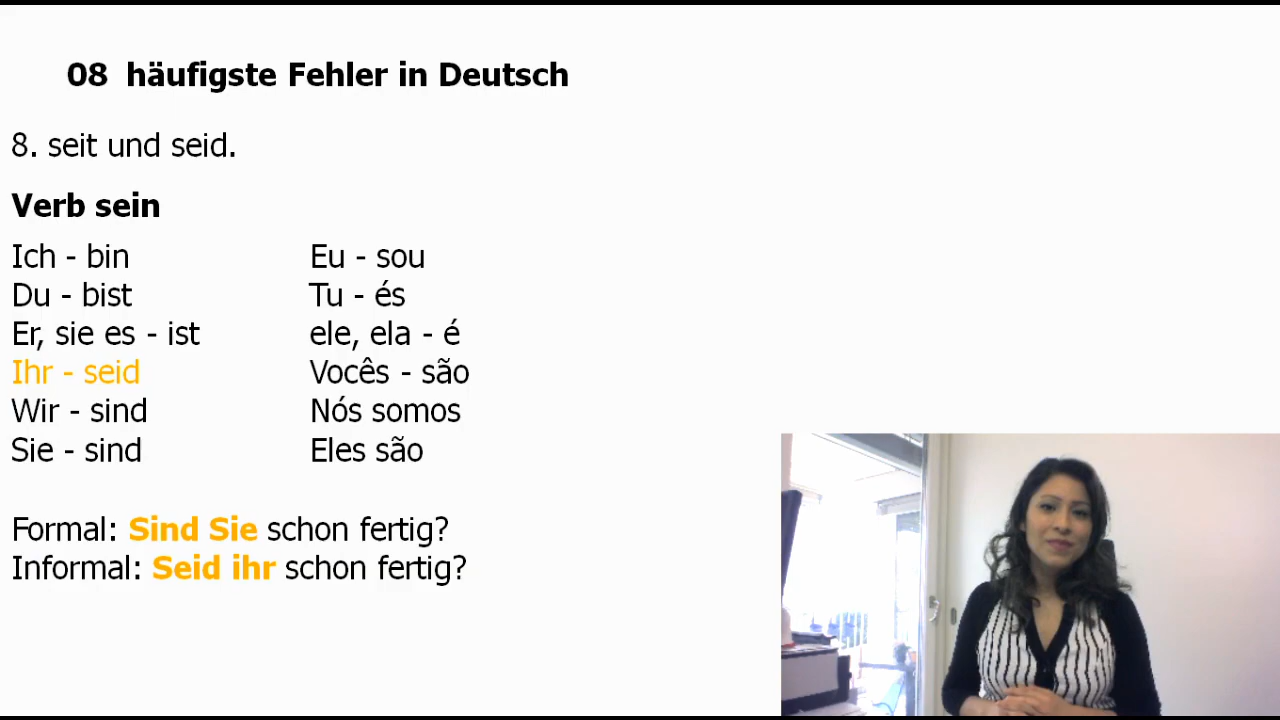 08 häufigste Fehler in Deutsch
8. seit und seid.
Verb sein
Ich - bin Eu - sou
Du - bist Tu - és
Er, sie es - ist ele, ela - é
Ihr - seid Vocês - são
Wir - sind Nós somos
Sie - sind Eles são
Formal: Sind Sie schon fertig?
Informal: Seid ihr schon fertig?